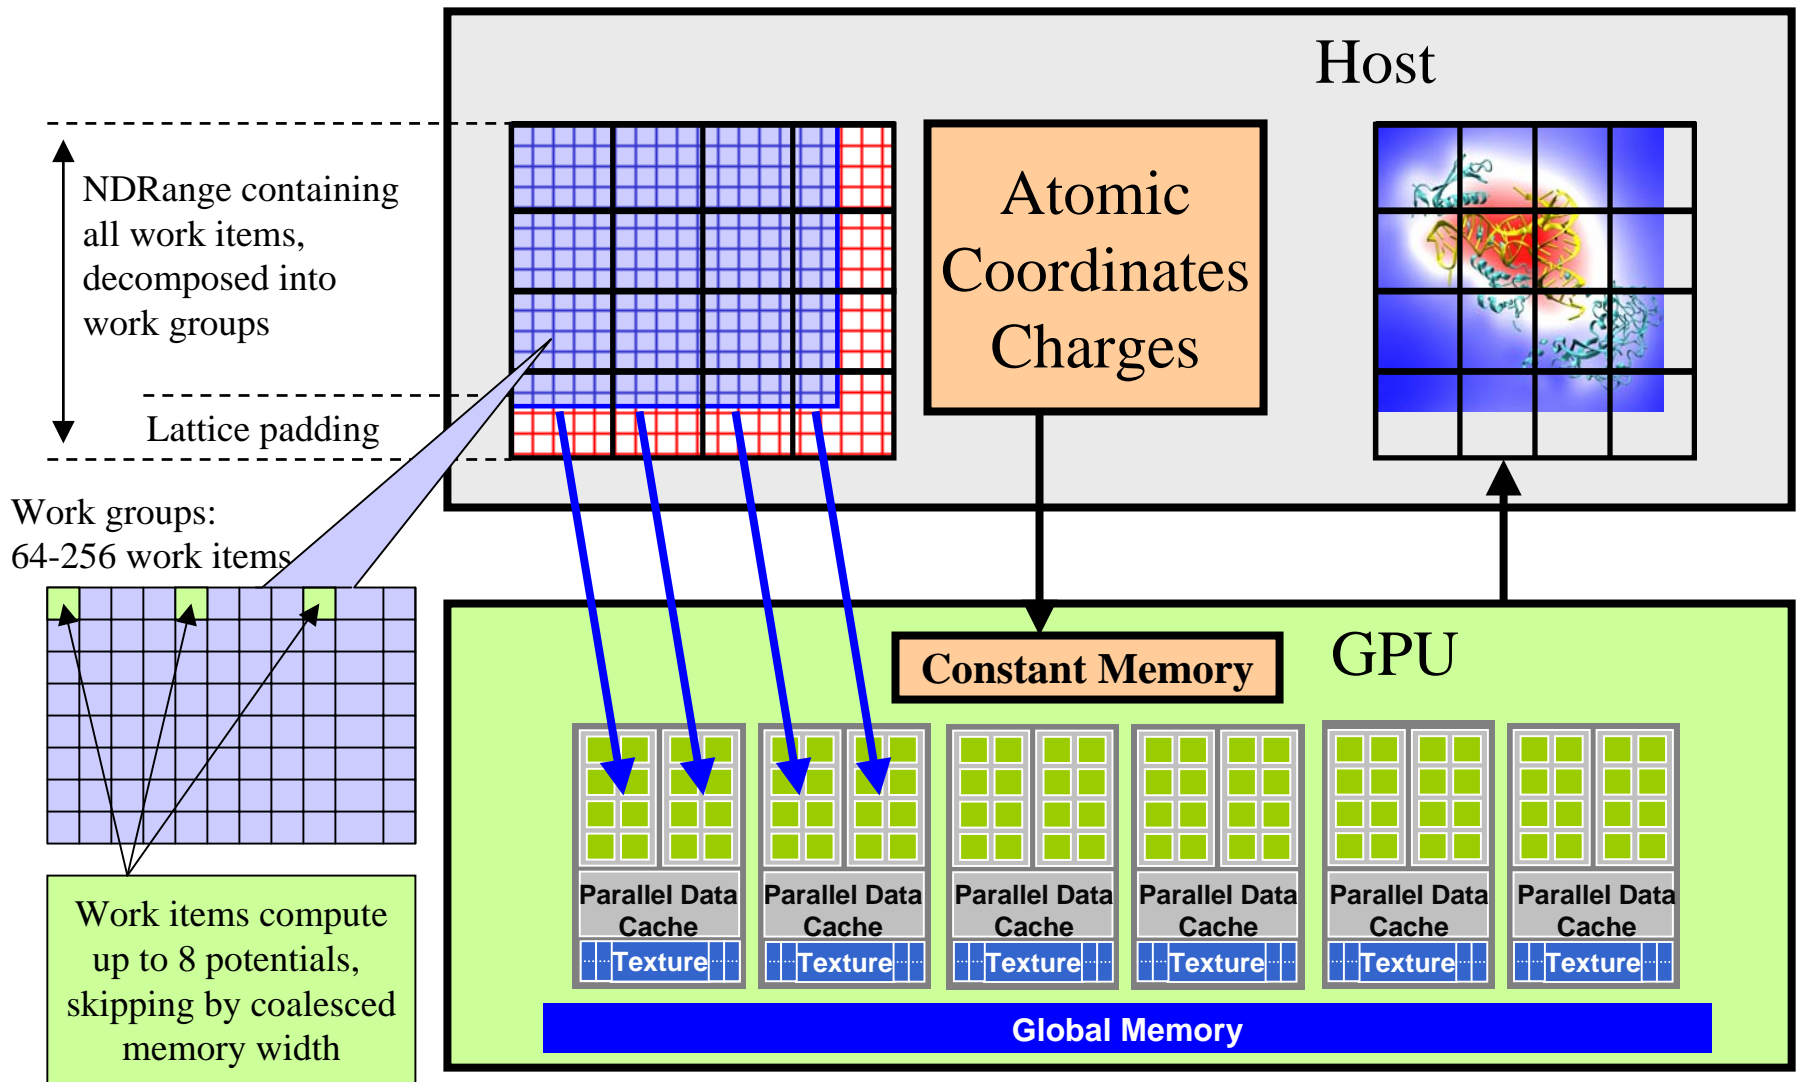 Host
NDRange containing
all work items,
decomposed into
work groups
Lattice padding
Atomic
Coordinates
Charges
Work groups:
64-256 work items
Work items compute
up to 8 potentials,
skipping by coalesced
memory width
GPU
Constant Memory
Parallel Data
Cache
Texture
Parallel Data
Cache
Texture
Parallel Data
Cache
Texture
Parallel Data
Cache
Texture
Parallel Data
Cache
Texture
Parallel Data
Cache
Texture
Global Memory